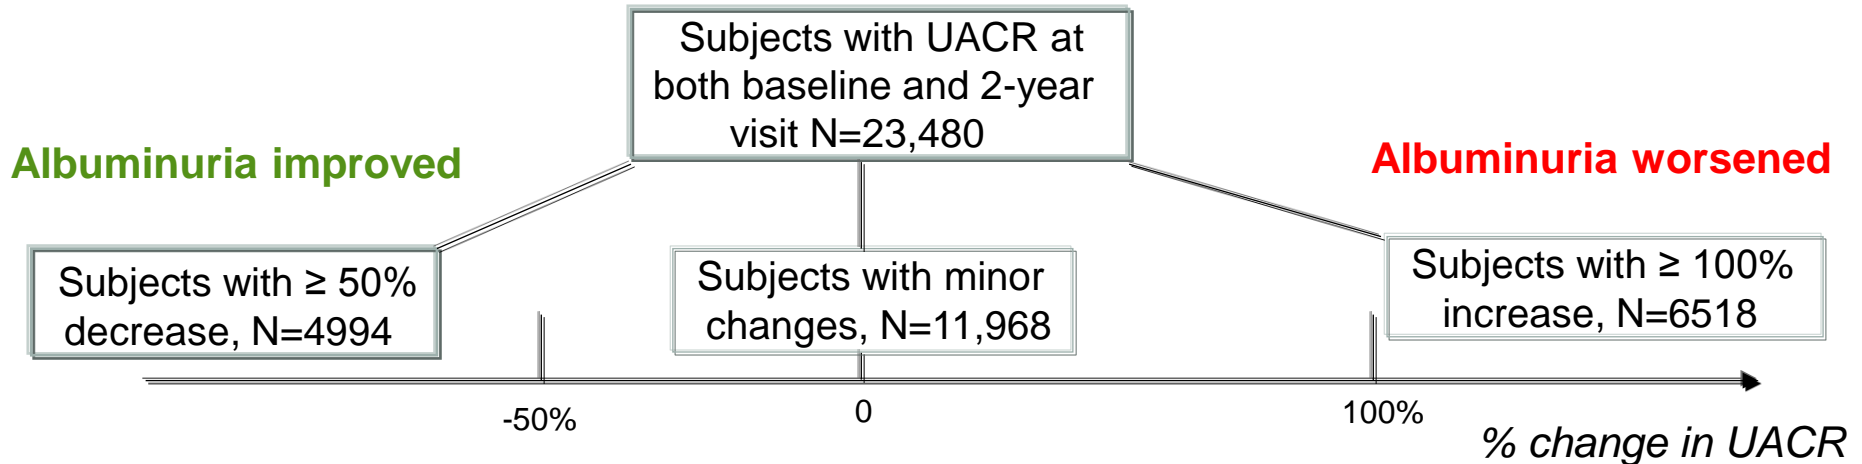 Subjects with UACR at
both baseline and 2-year
visit N=23,480
Albuminuria improved
Albuminuria worsened
Subjects with ≥ 50%
decrease, N=4994
Subjects with minor
changes, N=11,968
Subjects with ≥ 100%
increase, N=6518
-50%
0
100%
% change in UACR